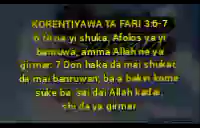 KORENTIYAWA TA FARI 3:6-7
6 Ni na yi shuka, Afolos ya yi
banruwa, amma Allah ne ya
girmar. 7 Don haka da mai shukar,
da mai banruwan, ba a bakin kome
suke ba, sai dai Allah kaɗai,
shi da ya girmar.